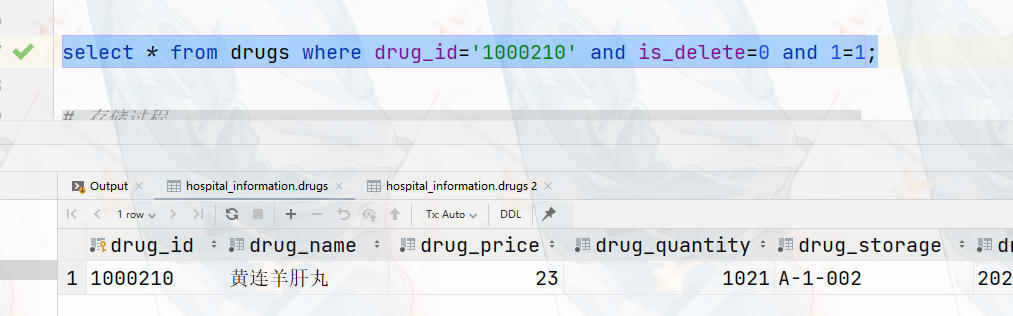 select * from drugs where drug_id='1000210' and is_delete=0 and 1=1;
# 存储过程
Output hospital_information.drugs hospital_information.drugs 2
1 row Tx: Auto DDL
drug_id drug_name drug_price drug_quantity drug_storage
1 1000210 黄连羊肝丸 23 1021 A-1-002 202